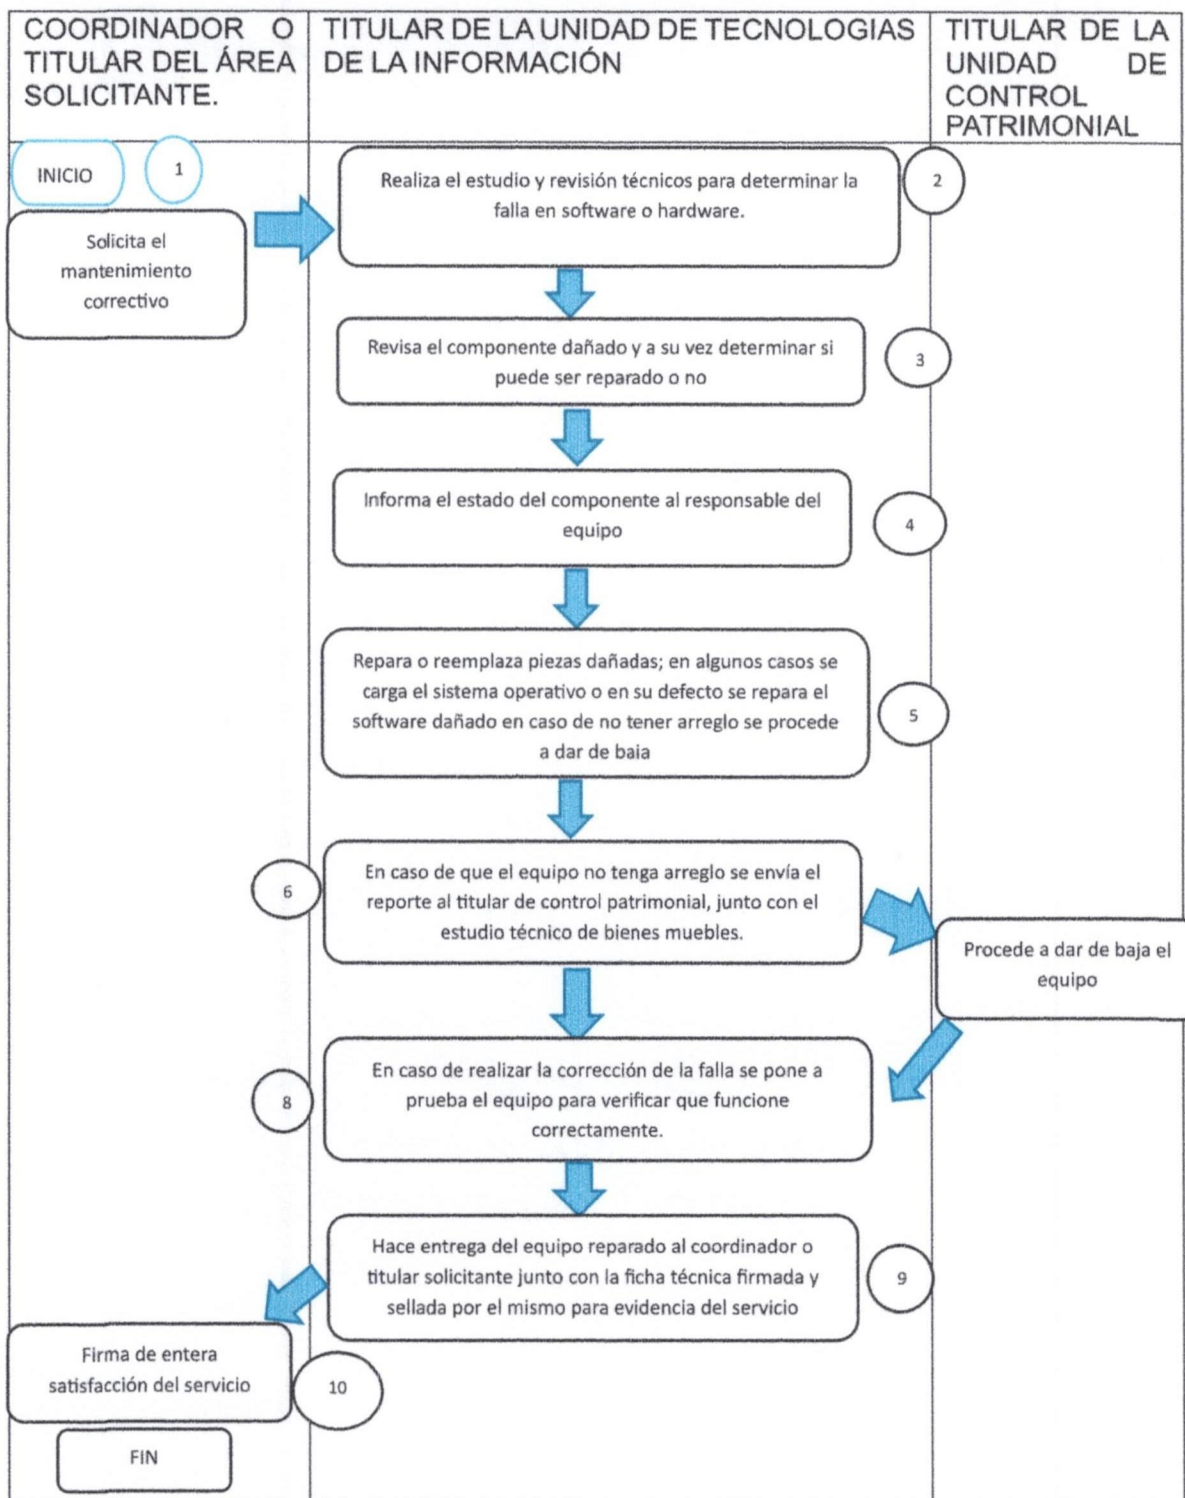 COORDINADOR O
TITULAR DEL ÁREA
SOLICITANTE.
TITULAR DE LA UNIDAD DE TECNOLOGIAS
DE LA INFORMACIÓN
TITULAR DE LA
UNIDAD DE
CONTROL
PATRIMONIAL
INICIO
1
Solicita el
mantenimiento
correctivo
Realiza el estudio y revisión técnicos para determinar la
falla en software o hardware.
2
Revisa el componente dañado y a su vez determinar si
puede ser reparado o no
3
Informa el estado del componente al responsable del
equipo
4
Repara o reemplaza piezas dañadas; en algunos casos se
carga el sistema operativo o en su defecto se repara el
software dañado en caso de no tener arreglo se procede
a dar de baja
5
6
En caso de que el equipo no tenga arreglo se envía el
reporte al titular de control patrimonial, junto con el
estudio técnico de bienes muebles.
Procede a dar de baja el
equipo
8
En caso de realizar la corrección de la falla se pone a
prueba el equipo para verificar que funcione
correctamente.
Hace entrega del equipo reparado al coordinador o
titular solicitante junto con la ficha técnica firmada y
sellada por el mismo para evidencia del servicio
9
Firma de entera
satisfacción del servicio
10
FIN